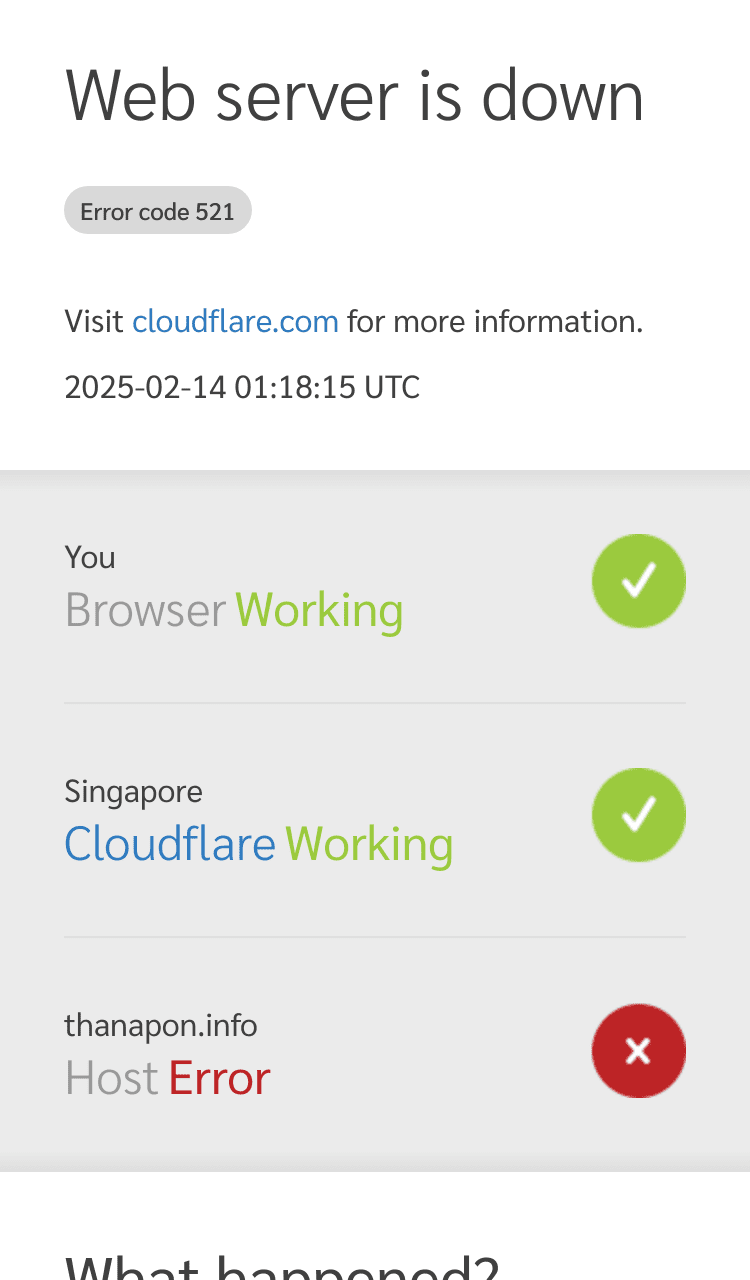 Web server is down
Error code 521
Visit cloudflare.com for more information.
2025-02-14 01:18:15 UTC
You
Browser Working
Singapore
Cloudflare Working
thanapon.info
Host Error
What happened?